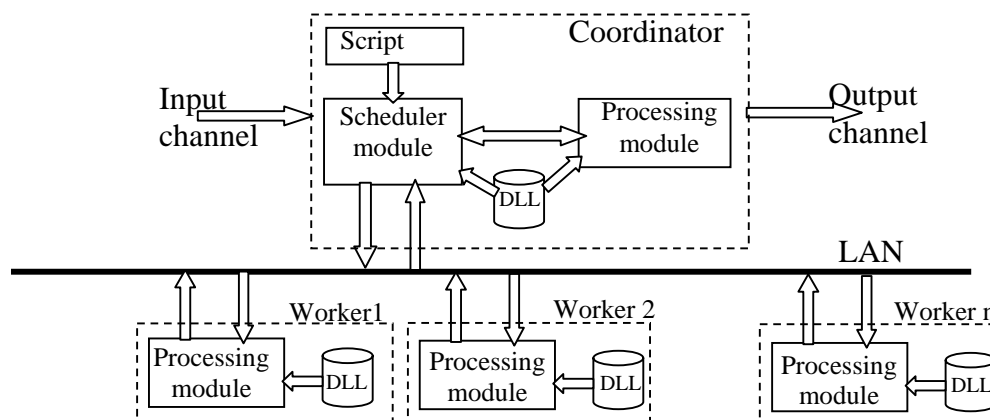 Script
Coordinator
Input
channel
Scheduler
module
Processing
module
Output
channel
DLL
LAN
Worker1
Processing
module
DLL
Worker 2
Processing
module
DLL
Worker n
Processing
module
DLL